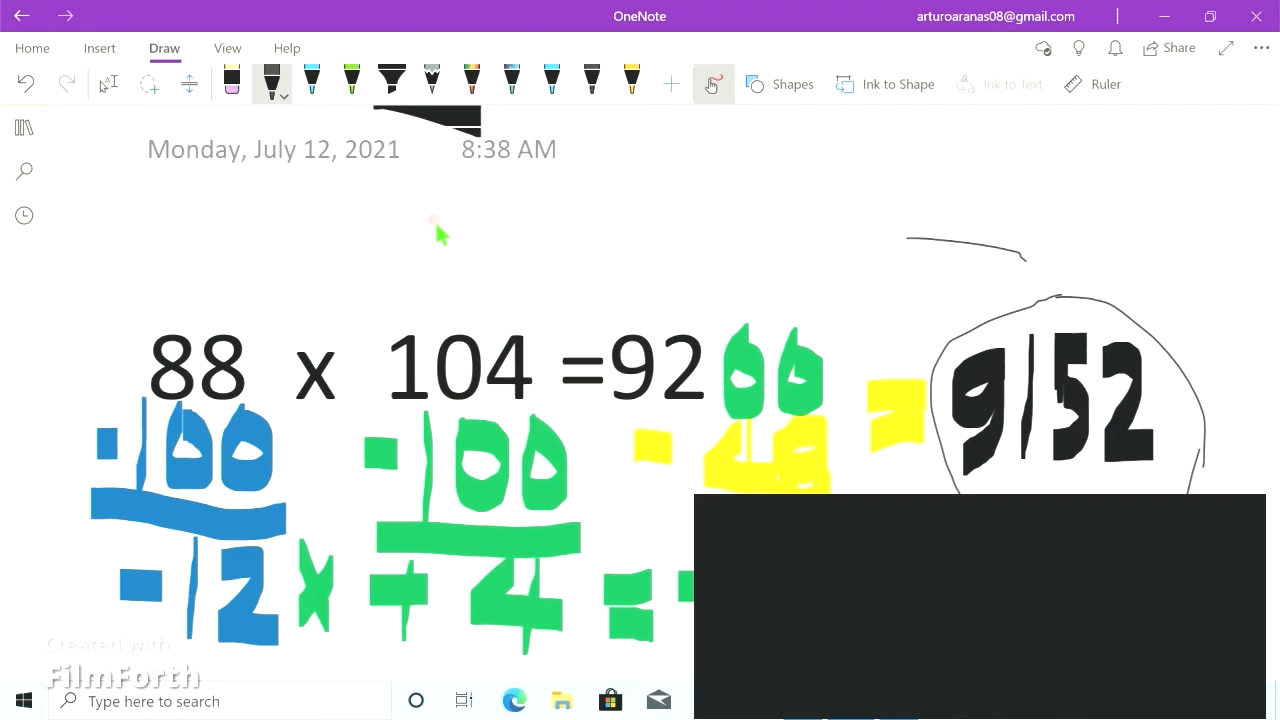 OneNote arturoaranas08@gmail.com
Home Insert Draw View Help Share
Shapes Ink to Shape Ink to Text Ruler
Monday, July 12, 2021 8:38 AM
88 x 104 =9200 = 9152
-100 -100 -48
-12 x +4 = -
Created with
FilmForth
Type here to search